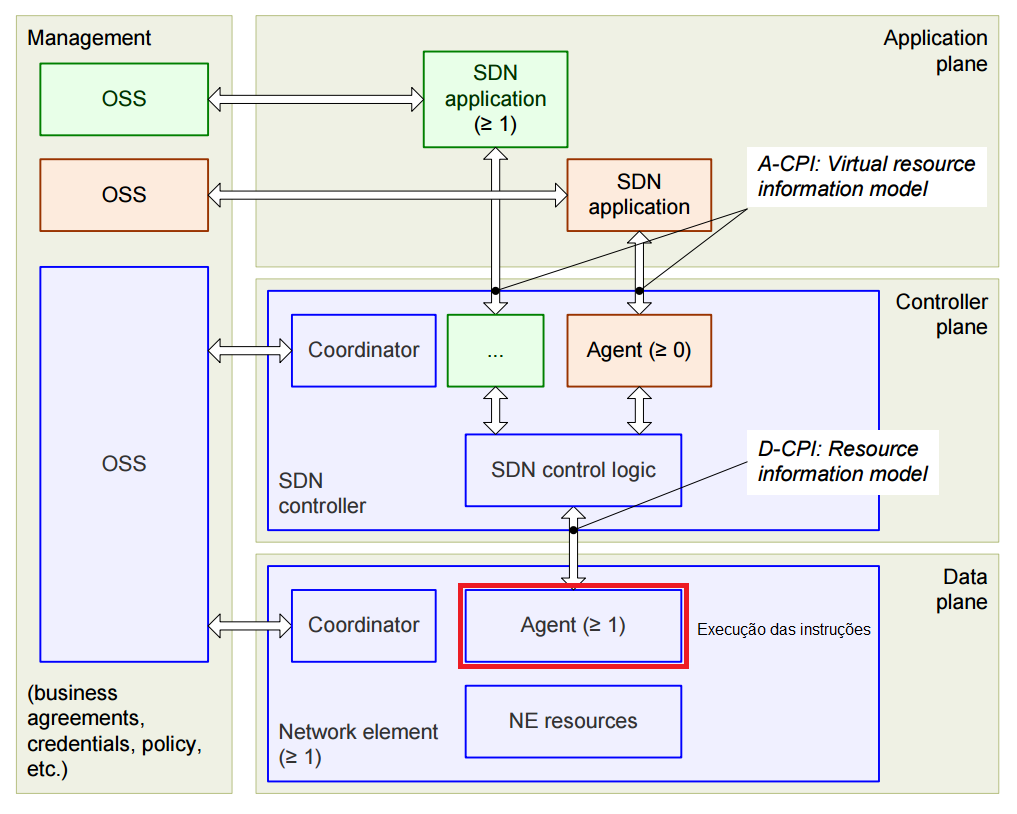 Management
OSS
OSS
OSS
(business
agreements,
credentials, policy,
etc.)
Application
plane
SDN
application
(≥ 1)
SDN
application
A-CPI: Virtual resource
information model
Controller
plane
Coordinator
...
Agent (≥ 0)
SDN control logic
SDN
controller
D-CPI: Resource
information model
Data
plane
Coordinator
Agent (≥ 1)
Execução das instruções
NE resources
Network element
(≥ 1)